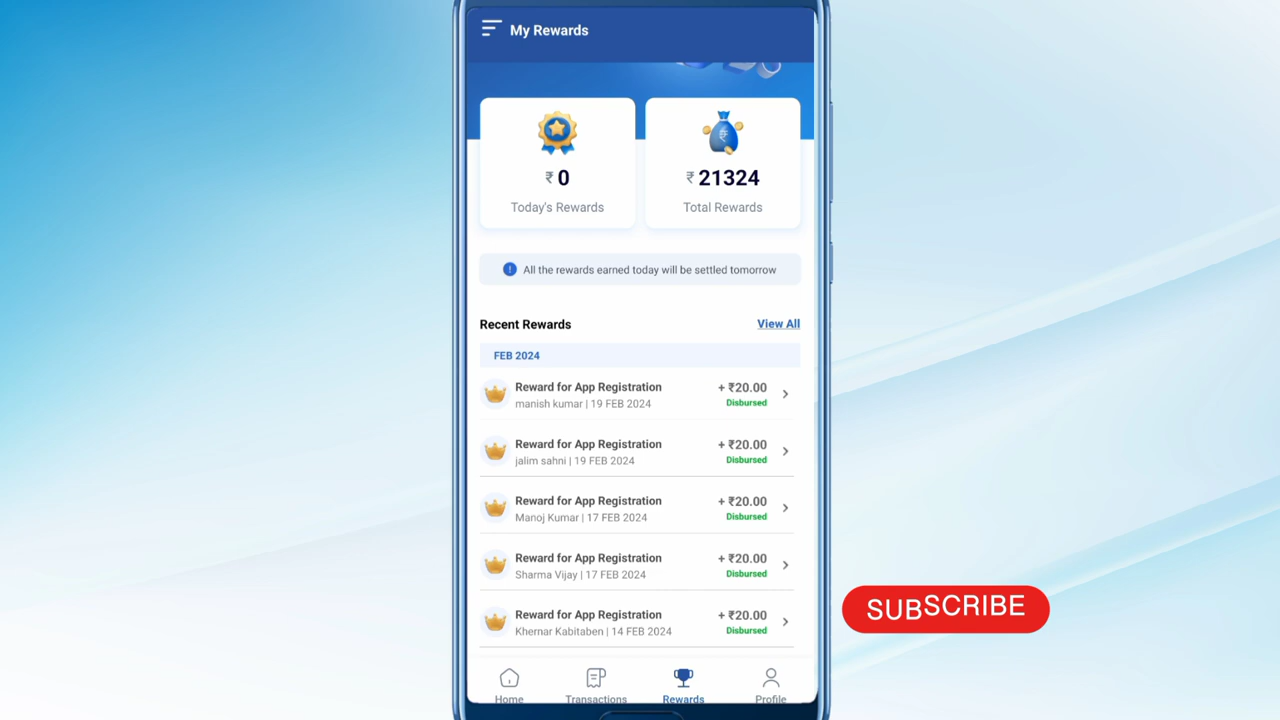 My Rewards
₹ 0
Today's Rewards
₹ 21324
Total Rewards
All the rewards earned today will be settled tomorrow
Recent Rewards
View All
FEB 2024
Reward for App Registration
+ ₹20.00
manish kumar | 19 FEB 2024
Disbursed
Reward for App Registration
+ ₹20.00
jalim sahni | 19 FEB 2024
Disbursed
Reward for App Registration
+ ₹20.00
Manoj Kumar | 17 FEB 2024
Disbursed
Reward for App Registration
+ ₹20.00
Sharma Vijay | 17 FEB 2024
Disbursed
Reward for App Registration
+ ₹20.00
Khernar Kabitaben | 14 FEB 2024
Disbursed
SUBSCRIBE
Home
Transactions
Rewards
Profile